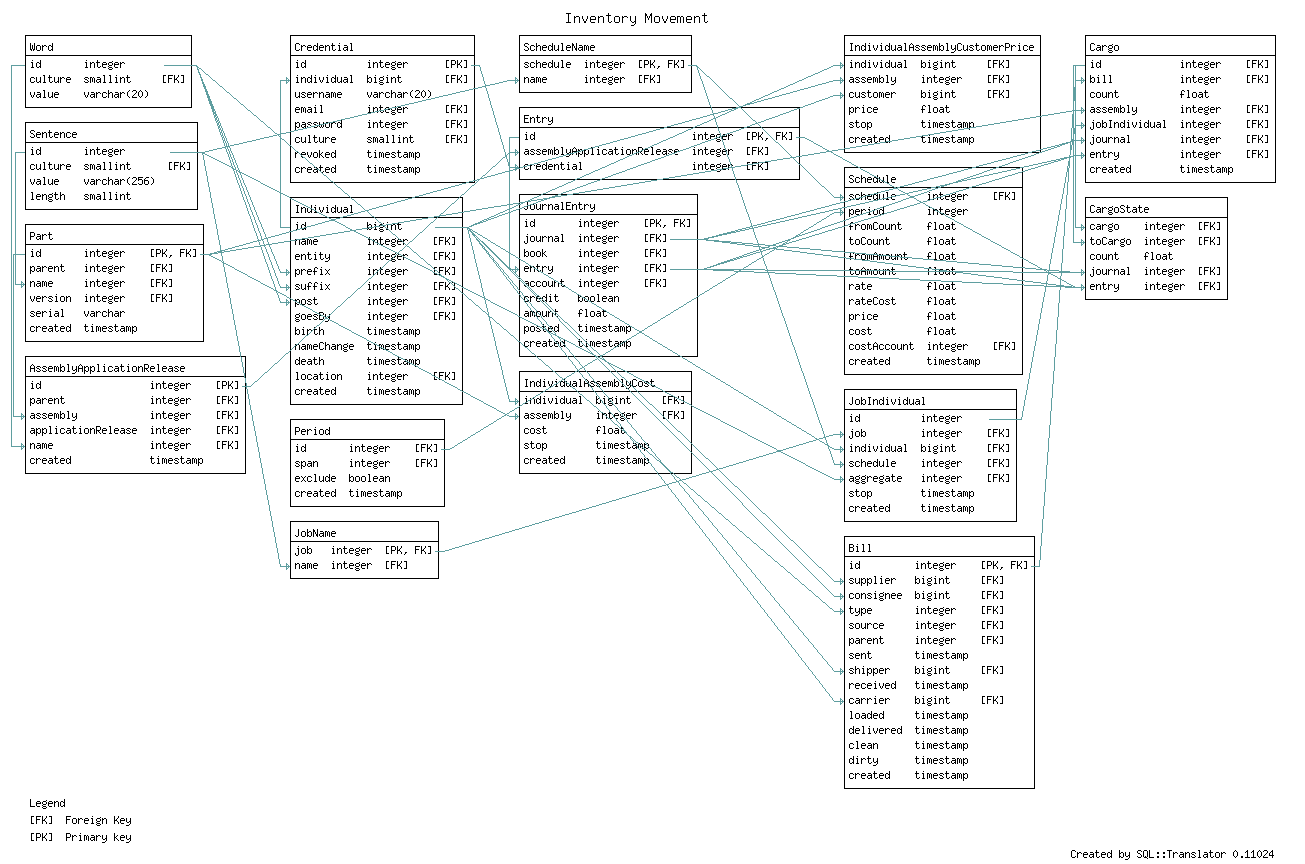 Inventory Movement
Word
id integer
culture smallint [FK]
value varchar(20)
Sentence
id integer
culture smallint [FK]
value varchar(256)
length smallint
Part
id integer [PK, FK]
parent integer [FK]
name integer [FK]
version integer [FK]
serial varchar
created timestamp
AssemblyApplicationRelease
id integer [PK]
parent integer [FK]
assembly integer [FK]
applicationRelease integer [FK]
name integer [FK]
created timestamp
Credential
id integer [PK]
individual bigint [FK]
username varchar(20)
email integer [FK]
password integer [FK]
culture smallint [FK]
revoked timestamp
created timestamp
Individual
id bigint
name integer [FK]
entity integer [FK]
prefix integer [FK]
suffix integer [FK]
post integer [FK]
goesBy integer [FK]
birth timestamp
nameChange timestamp
death timestamp
location integer [FK]
created timestamp
Period
id integer [FK]
span integer [FK]
exclude boolean
created timestamp
JobName
job integer [PK, FK]
name integer [FK]
ScheduleName
schedule integer [PK, FK]
name integer [FK]
Entry
id integer [PK, FK]
assemblyApplicationRelease integer [FK]
credential integer [FK]
JournalEntry
id integer [PK, FK]
journal integer [FK]
book integer [FK]
entry integer [FK]
account integer [FK]
credit boolean
amount float
posted timestamp
created timestamp
IndividualAssemblyCost
individual bigint [FK]
assembly integer [FK]
cost float
stop timestamp
created timestamp
IndividualAssemblyCustomerPrice
individual bigint [FK]
assembly integer [FK]
customer bigint [FK]
price float
stop timestamp
created timestamp
Schedule
schedule integer [FK]
period integer
fromCount float
toCount float
fromAmount float
toAmount float
rate float
rateCost float
price float
cost float
costAccount integer [FK]
created timestamp
JobIndividual
id integer
job integer [FK]
individual bigint [FK]
schedule integer [FK]
aggregate integer [FK]
stop timestamp
created timestamp
Bill
id integer [PK, FK]
supplier bigint [FK]
consignee bigint [FK]
type integer [FK]
source integer [FK]
parent integer [FK]
sent timestamp
shipper bigint [FK]
received timestamp
carrier bigint [FK]
loaded timestamp
delivered timestamp
clean timestamp
dirty timestamp
created timestamp
Cargo
id integer [FK]
bill integer [FK]
count float
assembly integer [FK]
jobIndividual integer [FK]
journal integer [FK]
entry integer [FK]
created timestamp
CargoState
cargo integer [FK]
toCargo integer [FK]
count float
journal integer [FK]
entry integer [FK]
Legend
[FK] Foreign Key
[PK] Primary key
Created by SQL::Translator 0.11024